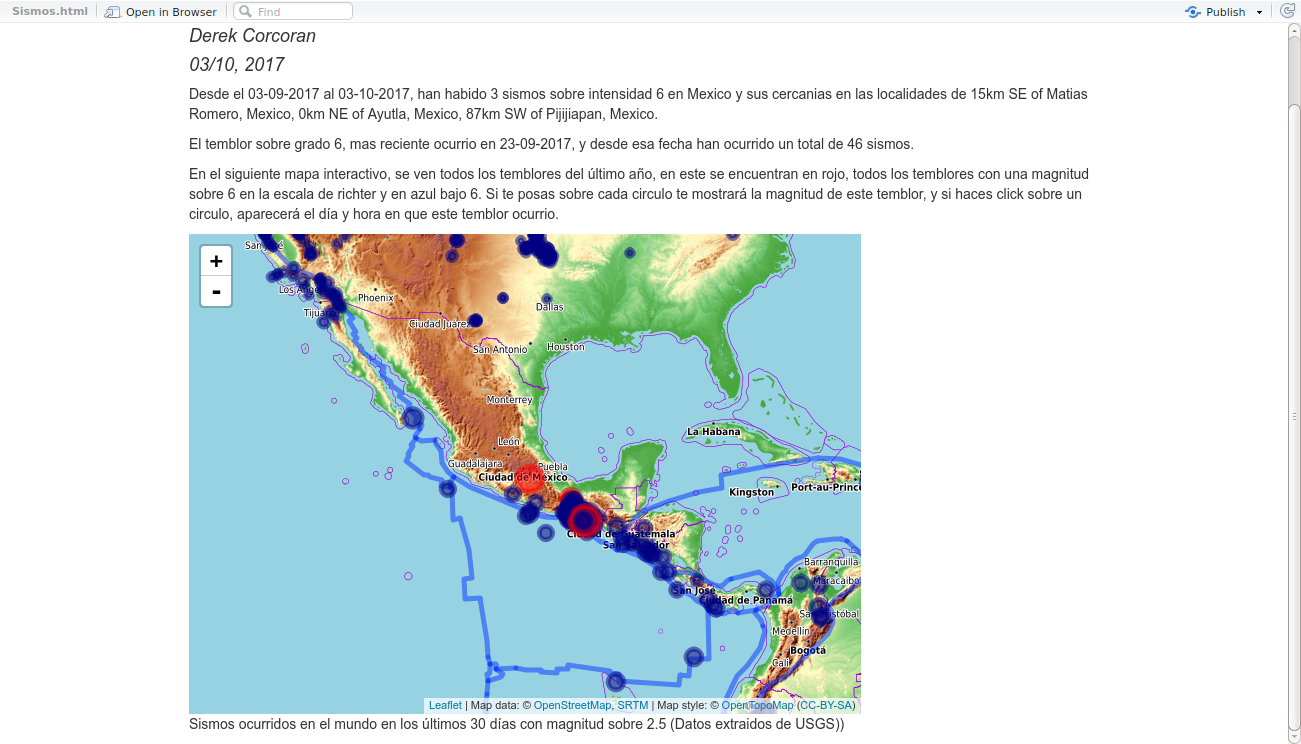 Sismos.html
Open in Browser
Find
Publish
Derek Corcoran
03/10, 2017
Desde el 03-09-2017 al 03-10-2017, han habido 3 sismos sobre intensidad 6 en Mexico y sus cercanias en las localidades de 15km SE of Matias
Romero, Mexico, 0km NE of Ayutla, Mexico, 87km SW of Pijijiapan, Mexico.
El temblor sobre grado 6, mas reciente ocurrio en 23-09-2017, y desde esa fecha han ocurrido un total de 46 sismos.
En el siguiente mapa interactivo, se ven todos los temblores del último año, en este se encuentran en rojo, todos los temblores con una magnitud
sobre 6 en la escala de richter y en azul bajo 6. Si te posas sobre cada circulo te mostrará la magnitud de este temblor, y si haces click sobre un
circulo, aparecerá el día y hora en que este temblor ocurrio.
+
-
San José
Los Ange
Phoenix
Dallas
Tijuana
Ciudad Juárez
San Antonio
Houston
Monterrey
La Habana
León
Guadalajara
Puebla
Ciudad de México
Kingston
Port-au-Prince
Ciudad de Guatemala
San Salvador
Barranquilla
Maracaibo
San José
Ciudad de Panamá
San Cristóbal
Medellín
Bogotá
Cali
Leaflet | Map data: © OpenStreetMap, SRTM | Map style: © OpenTopoMap (CC-BY-SA)
Sismos ocurridos en el mundo en los últimos 30 días con magnitud sobre 2.5 (Datos extraidos de USGS))